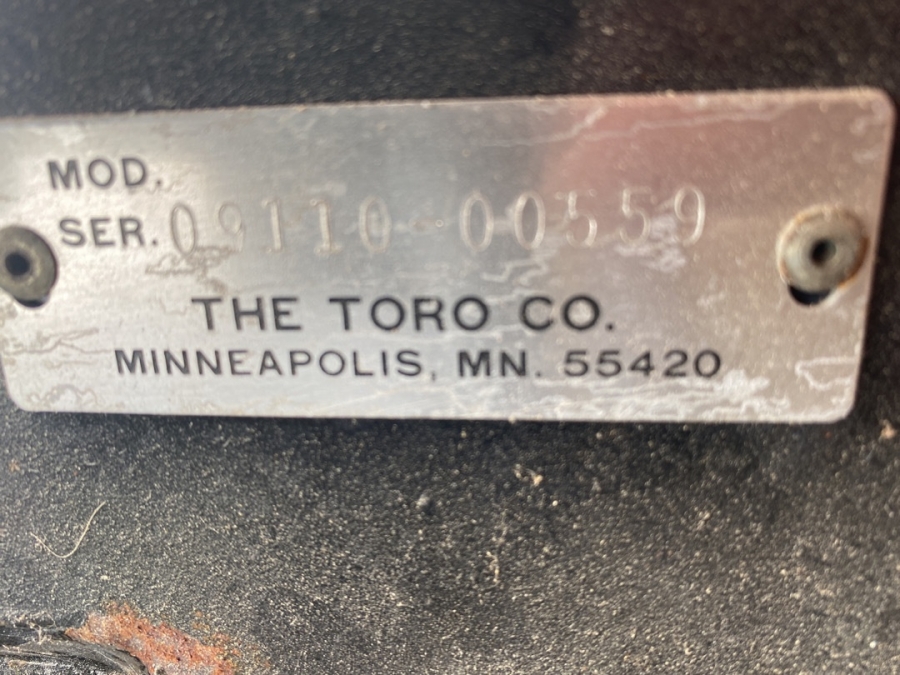 MOD.
SER. 09110-00559
THE TORO CO.
MINNEAPOLIS, MN. 55420